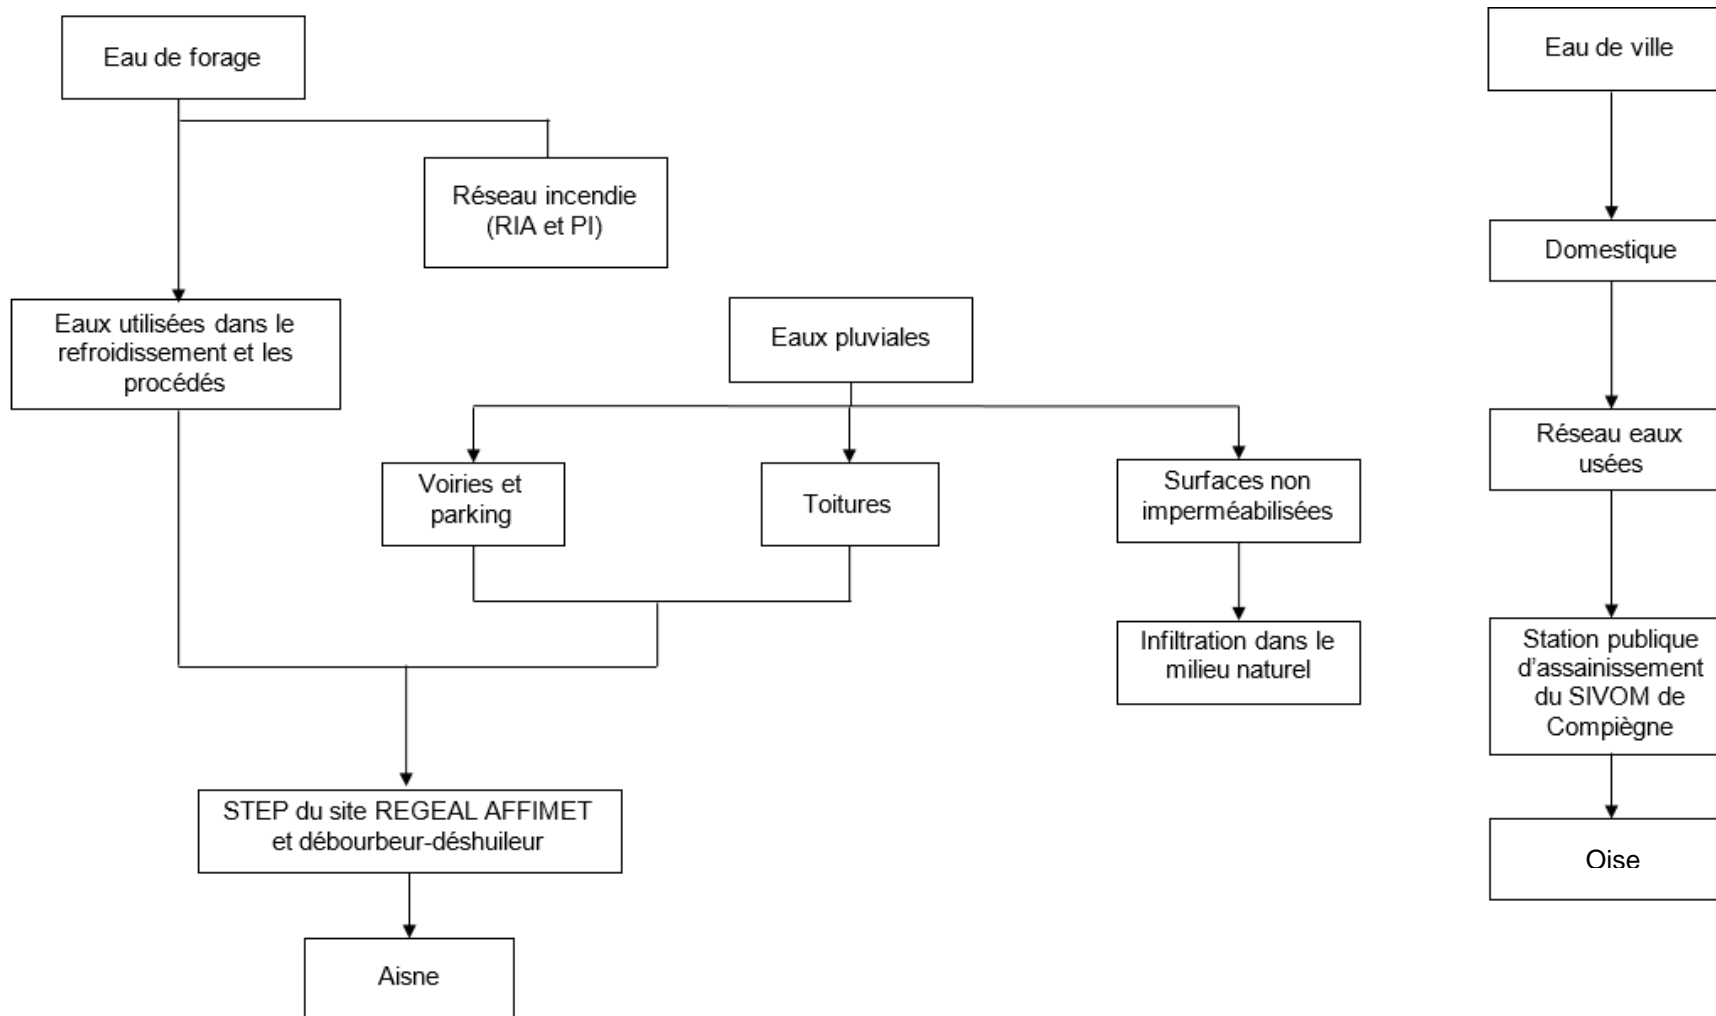 Eau de forage
Eau de ville
Réseau incendie
(RIA et PI)
Domestique
Eaux utilisées dans le
refroidissement et les
procédés
Eaux pluviales
Réseau eaux
usées
Voiries et
parking
Toitures
Surfaces non
imperméabilisées
Infiltration dans le
milieu naturel
Station publique
d'assainissement
du SIVOM de
Compiègne
STEP du site REGEAL AFFIMET
et débourbeur-déshuileur
Oise
Aisne